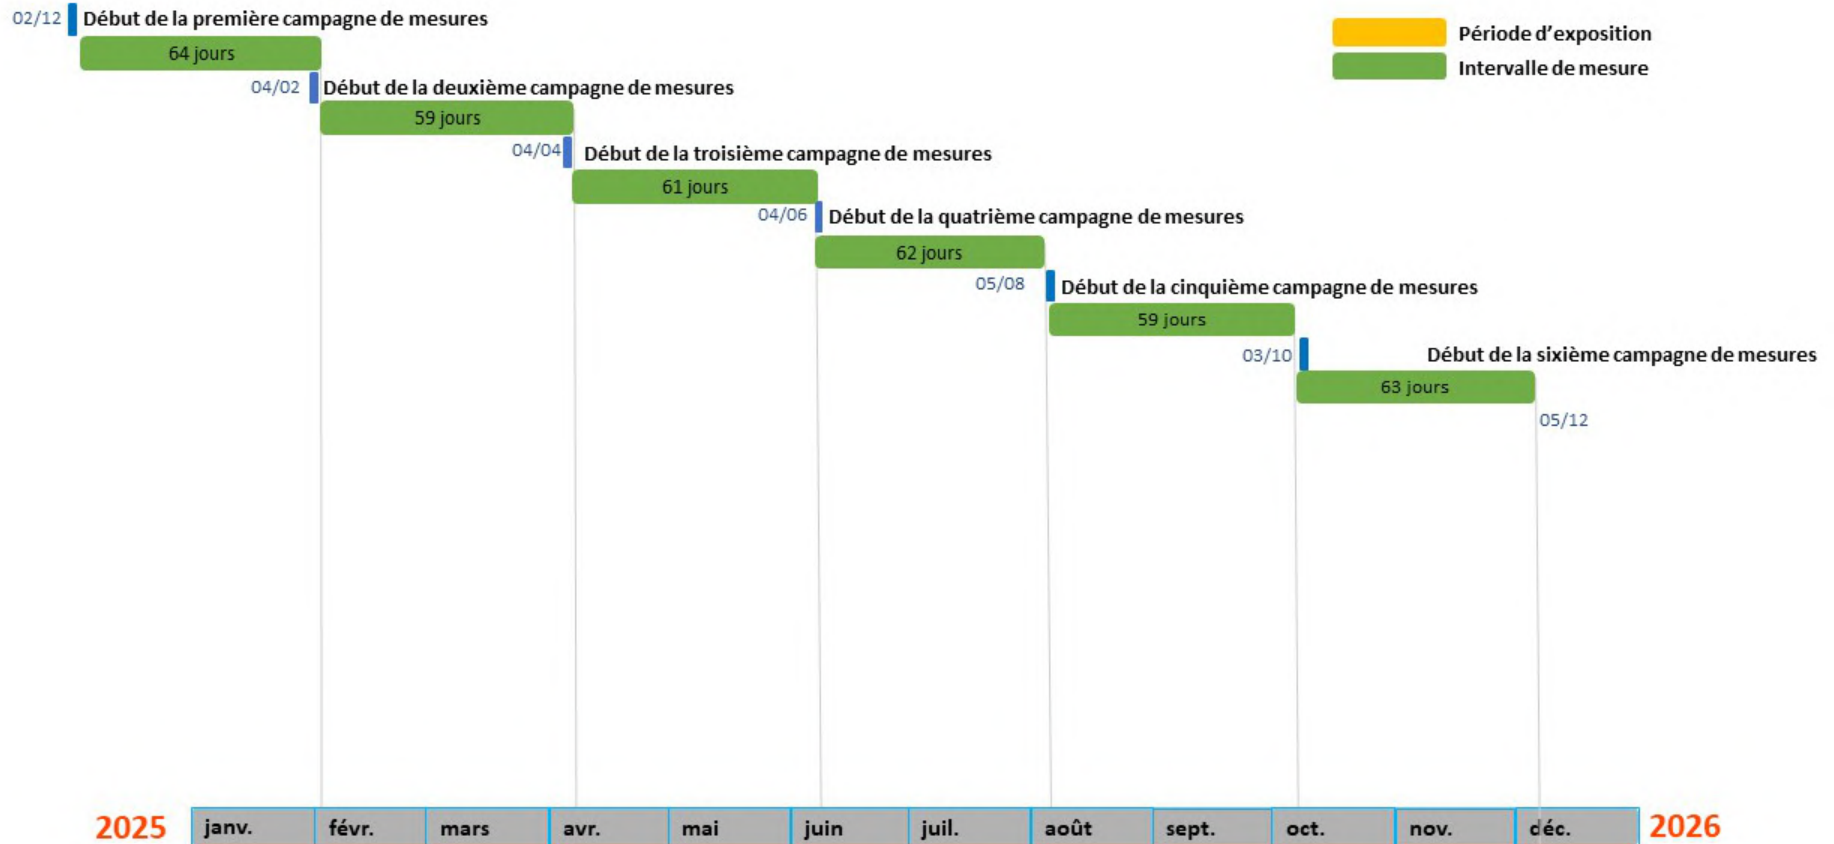 02/12 Début de la première campagne de mesures
Période d'exposition
64 jours
Intervalle de mesure
04/02 Début de la deuxième campagne de mesures
59 jours
04/04 Début de la troisième campagne de mesures
61 jours
04/06 Début de la quatrième campagne de mesures
62 jours
05/08 Début de la cinquième campagne de mesures
59 jours
03/10 Début de la sixième campagne de mesures
63 jours
05/12
2025 janv. févr. mars avr. mai juin juil. août sept. oct. nov. déc. 2026